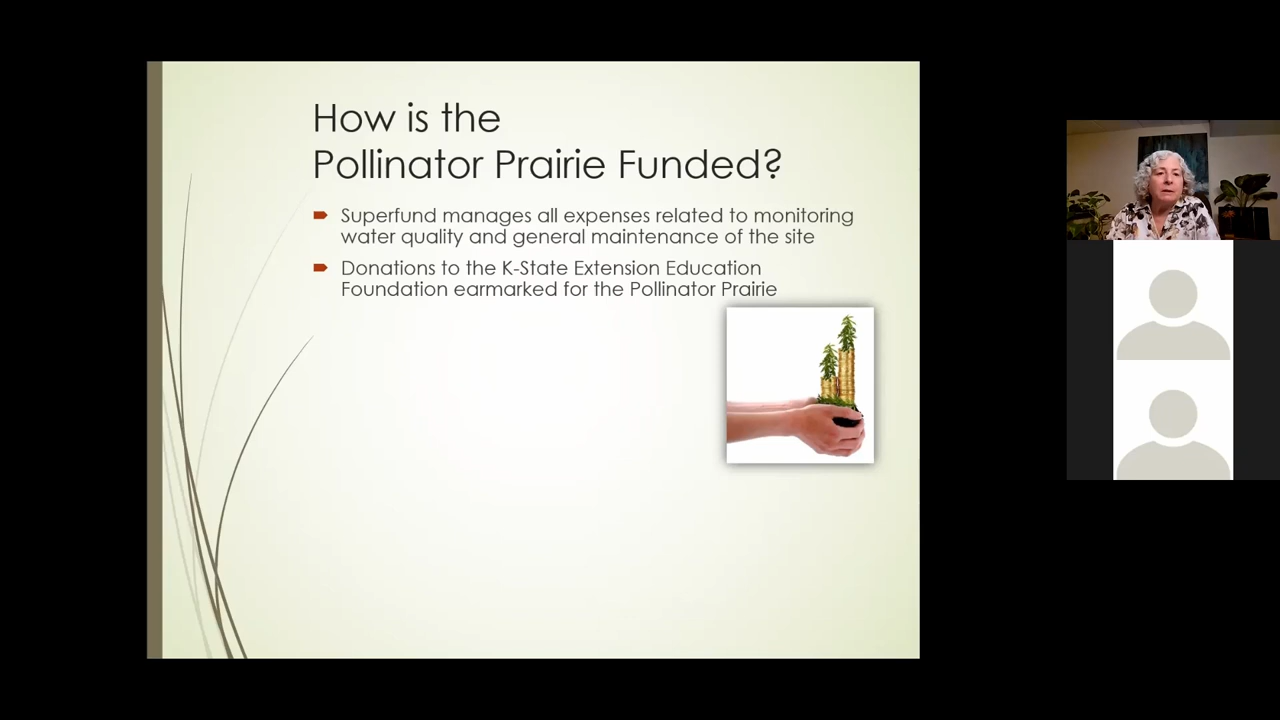 How is the
Pollinator Prairie Funded?
Superfund manages all expenses related to monitoring
water quality and general maintenance of the site
Donations to the K-State Extension Education
Foundation earmarked for the Pollinator Prairie